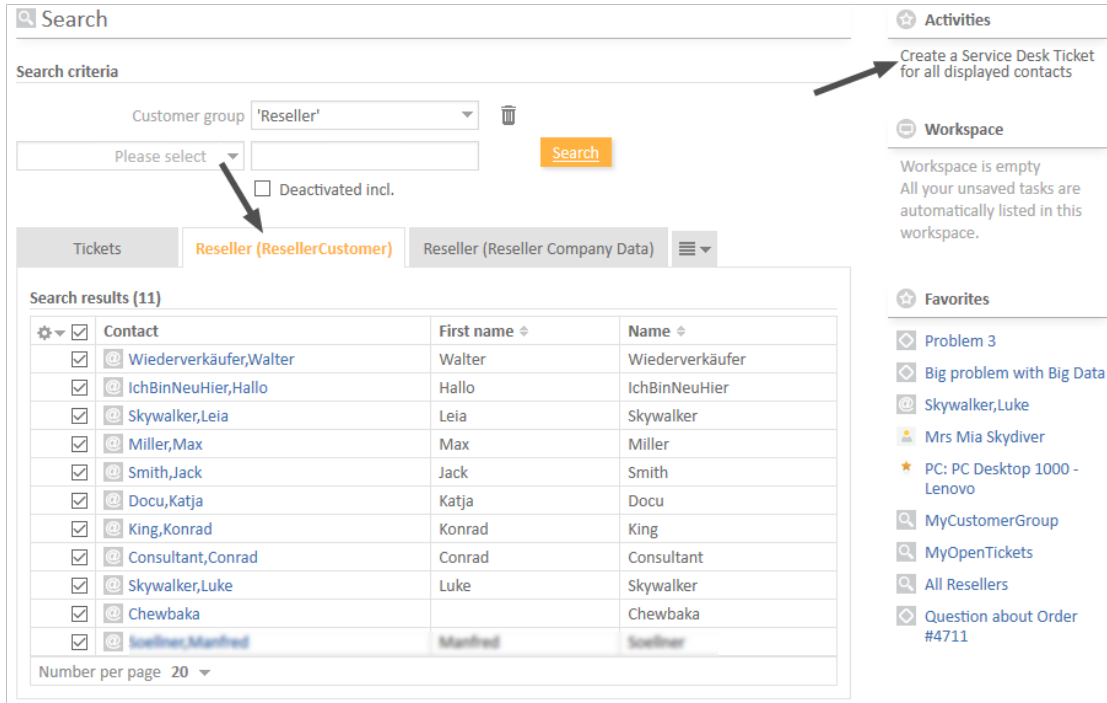 Search
Search criteria
Customer group 'Reseller'
Please select
Search
Deactivated incl.
Tickets Reseller (ResellerCustomer) Reseller (Reseller Company Data)
Search results (11)
Contact First name Name
Wiederverkäufer,Walter Walter Wiederverkäufer
IchBinNeuHier,Hallo Hallo IchBinNeuHier
Skywalker,Leia Leia Skywalker
Miller,Max Max Miller
Smith,Jack Jack Smith
Docu,Katja Katja Docu
King,Konrad Konrad King
Consultant,Conrad Conrad Consultant
Skywalker,Luke Luke Skywalker
Chewbaka Chewbaka
Number per page 20
Activities
Create a Service Desk Ticket
for all displayed contacts
Workspace
Workspace is empty
All your unsaved tasks are
automatically listed in this
workspace.
Favorites
Problem 3
Big problem with Big Data
Skywalker,Luke
Mrs Mia Skydiver
PC: PC Desktop 1000 -
Lenovo
MyCustomerGroup
MyOpenTickets
All Resellers
Question about Order
#4711